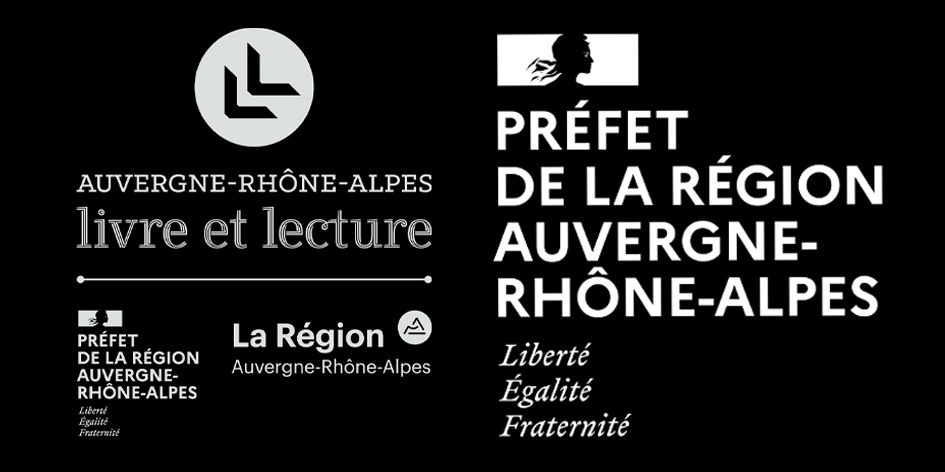 AUVERGNE-RHÔNE-ALPES
livre et lecture
PRÉFET
DE LA RÉGION
AUVERGNE-
RHÔNE-ALPES
Liberté
Égalité
Fraternité
La Région
Auvergne-Rhône-Alpes
PRÉFET
DE LA RÉGION
AUVERGNE-
RHÔNE-ALPES
Liberté
Égalité
Fraternité